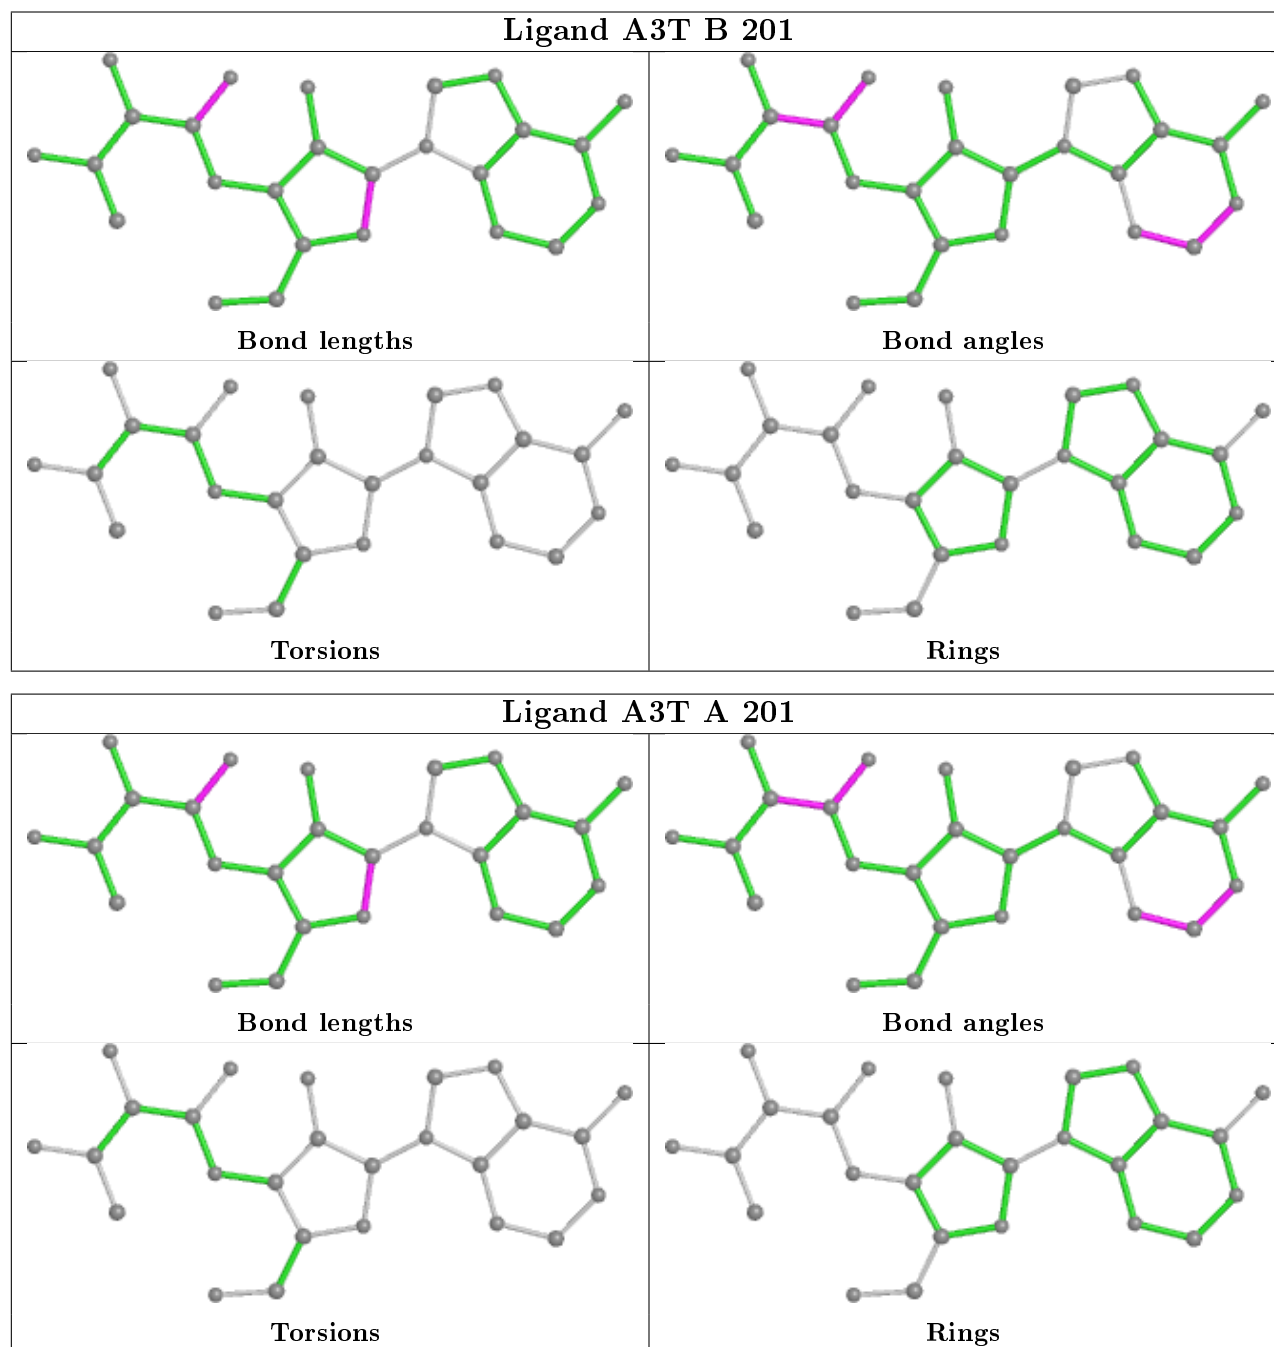 Ligand A3T B 201
Bond lengths
Bond angles
Torsions
Rings
Ligand A3T A 201
Bond lengths
Bond angles
Torsions
Rings